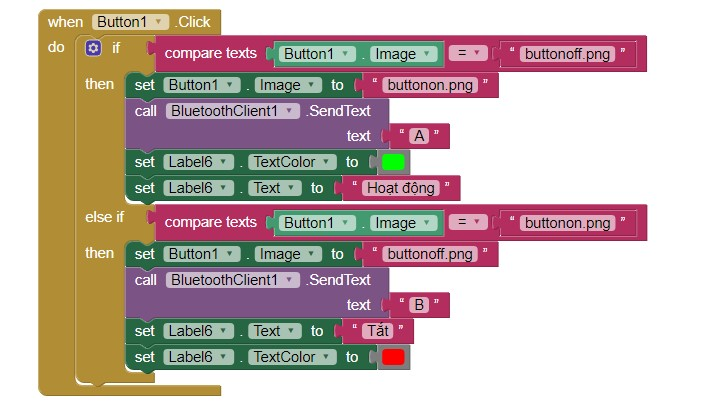 when Button1 .Click
do if compare texts Button1 . Image = “ buttonoff.png ”
then set Button1 . Image to “ buttonon.png ”
call BluetoothClient1 .SendText
text “ A ”
set Label6 . TextColor to
set Label6 . Text to “ Hoạt động ”
else if compare texts Button1 . Image = “ buttonon.png ”
then set Button1 . Image to “ buttonoff.png ”
call BluetoothClient1 .SendText
text “ B ”
set Label6 . Text to “ Tắt ”
set Label6 . TextColor to